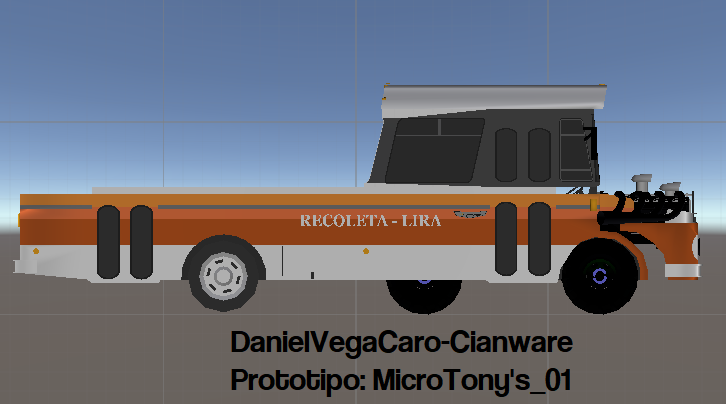 RECOLETA - LIRA
DanielVegaCaro-Cianware
Prototipo: MicroTony's_01